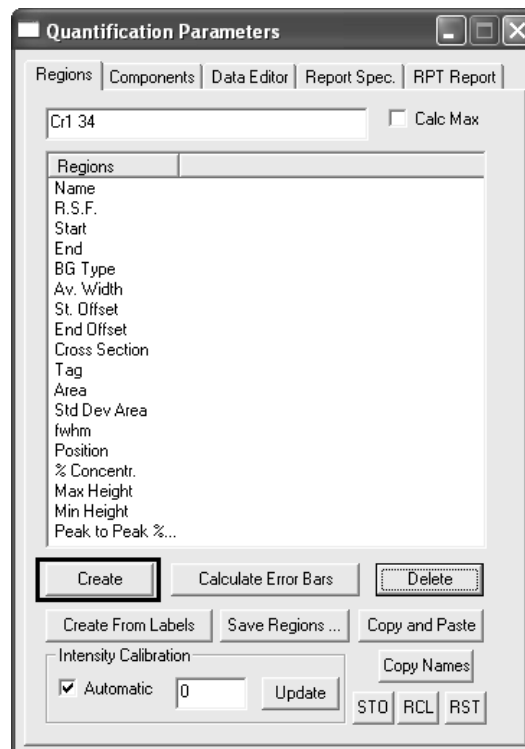 Quantification Parameters
Regions Components Data Editor Report Spec. RPT Report
Cr1 34 Calc Max
Regions
Name
R.S.F.
Start
End
BG Type
Av. Width
St. Offset
End Offset
Cross Section
Tag
Area
Std Dev Area
fwhm
Position
% Concentr.
Max Height
Min Height
Peak to Peak %...
Create Calculate Error Bars Delete
Create From Labels Save Regions ... Copy and Paste
Intensity Calibration
Copy Names
Automatic 0 Update
STO RCL RST